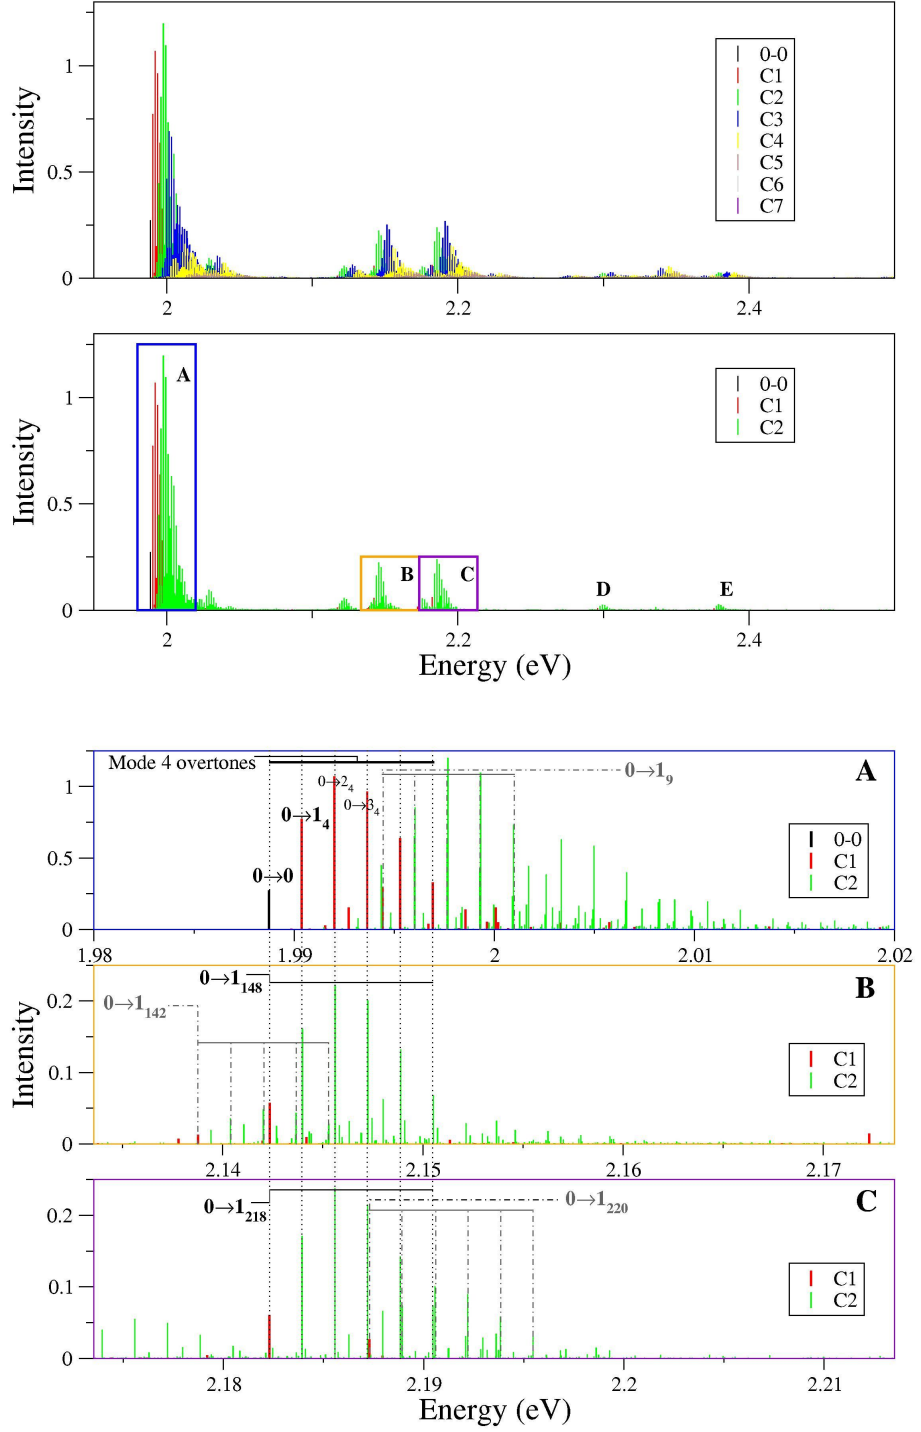 Intensity
1
0.5
0
0-0
C1
C2
C3
C4
C5
C6
C7
2
2.2
2.4
Intensity
1
0.5
0
A
B
C
D
E
0-0
C1
C2
2
2.2
2.4
Energy (eV)
Mode 4 overtones
0→2₄
0→3₄
0→1₄
0→0
0→1₉
A
1
0.5
0
0-0
C1
C2
1.98
1.99
2
2.01
2.02
Intensity
0→1₁₄₈
0→1₁₄₂
B
0.2
0.1
0
C1
C2
2.14
2.15
2.16
2.17
0→1₂₁₈
0→1₂₂₀
C
0.2
0.1
0
C1
C2
2.18
2.19
2.2
2.21
Energy (eV)